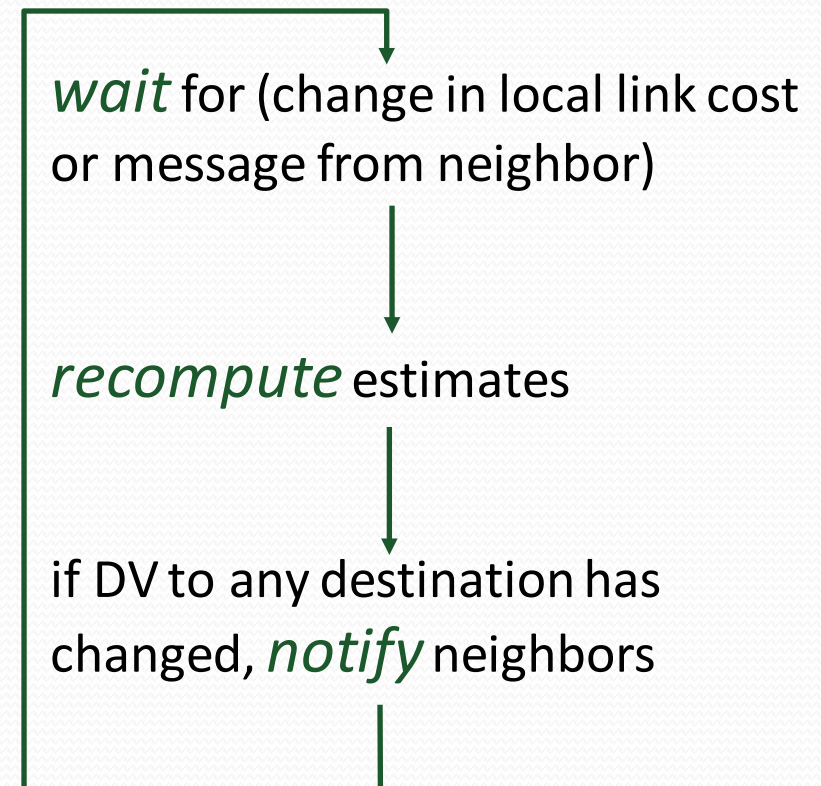 wait for (change in local link cost
or message from neighbor)
recompute estimates
if DV to any destination has
changed, notify neighbors